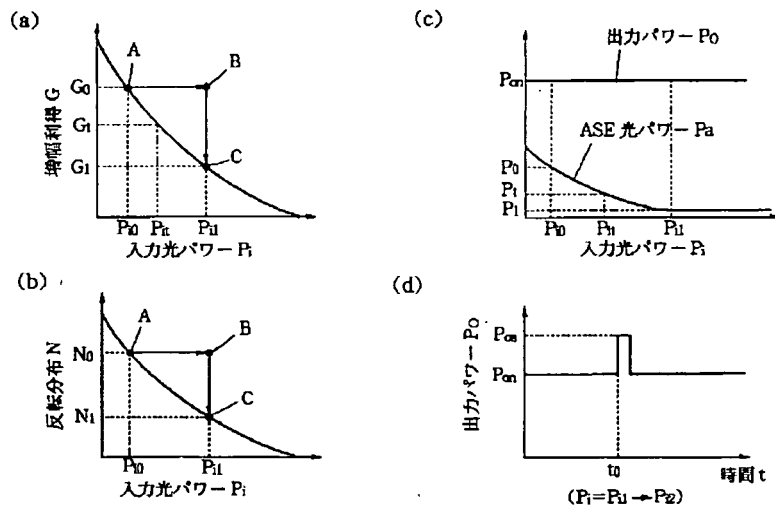 (a)
A
B
C
G0
Gt
G1
増幅利得 G
Pi0
Pit
Pi1
入力光パワー Pi
(b)
A
B
C
N0
N1
反転分布 N
Pi0
Pi1
入力光パワー Pi
(c)
出力パワー PO
Pon
ASE 光パワー Pa
P0
Pt
P1
Pi0
Pit
Pi1
入力光パワー Pi
(d)
出力パワー PO
Pos
Pon
t0
時間 t
(Pi=Pi1→Pi2)